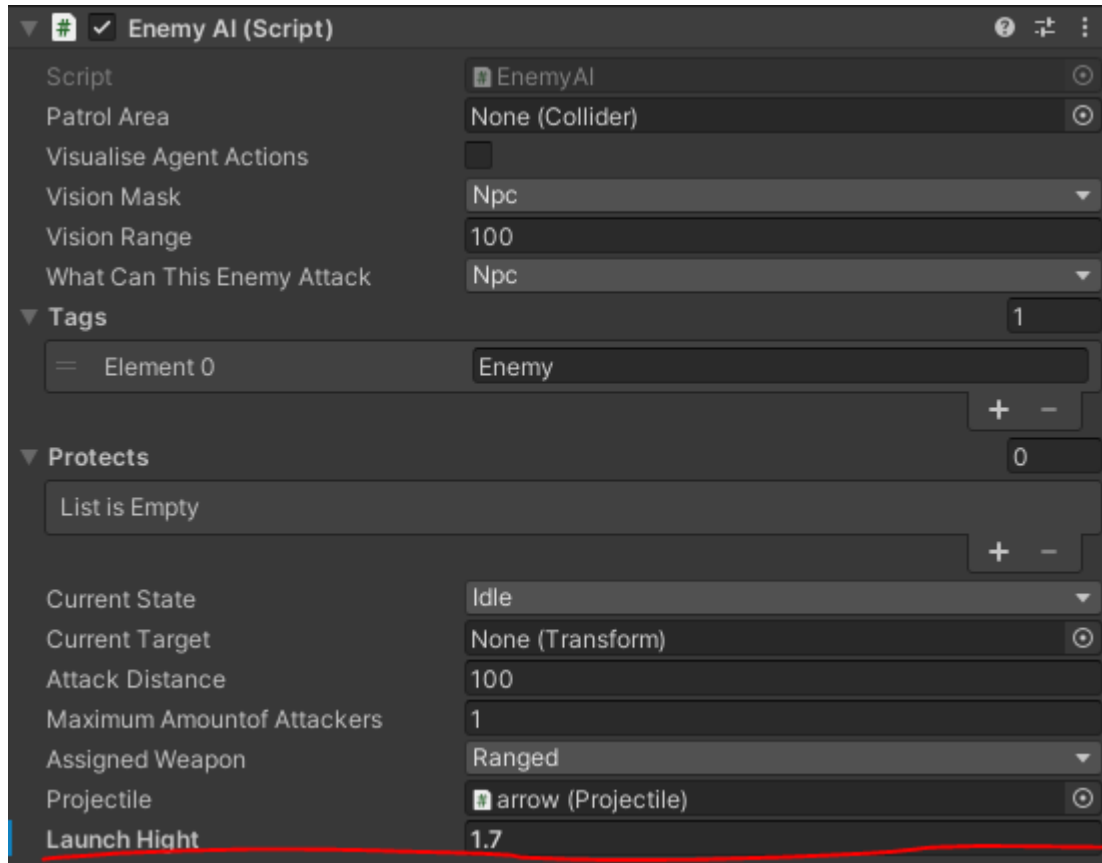 Enemy AI (Script)
Script EnemyAI
Patrol Area None (Collider)
Visualise Agent Actions
Vision Mask Npc
Vision Range 100
What Can This Enemy Attack Npc
Tags 1
Element 0 Enemy
Protects 0
List is Empty
Current State Idle
Current Target None (Transform)
Attack Distance 100
Maximum Amountof Attackers 1
Assigned Weapon Ranged
Projectile arrow (Projectile)
Launch Hight 1.7